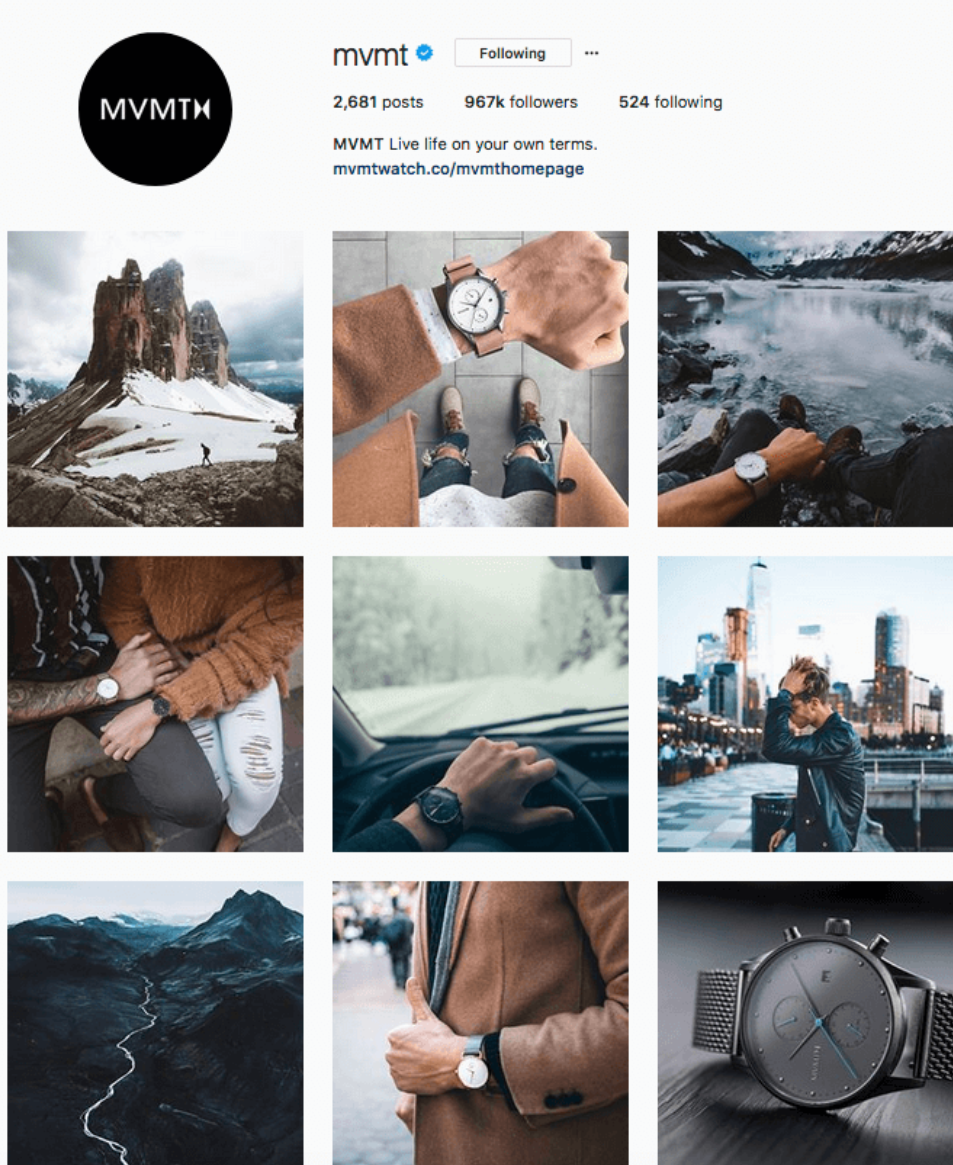 MVMT
mvmt Following ...
2,681 posts 967k followers 524 following
MVMT Live life on your own terms.
mvmtwatch.co/mvmthomepage